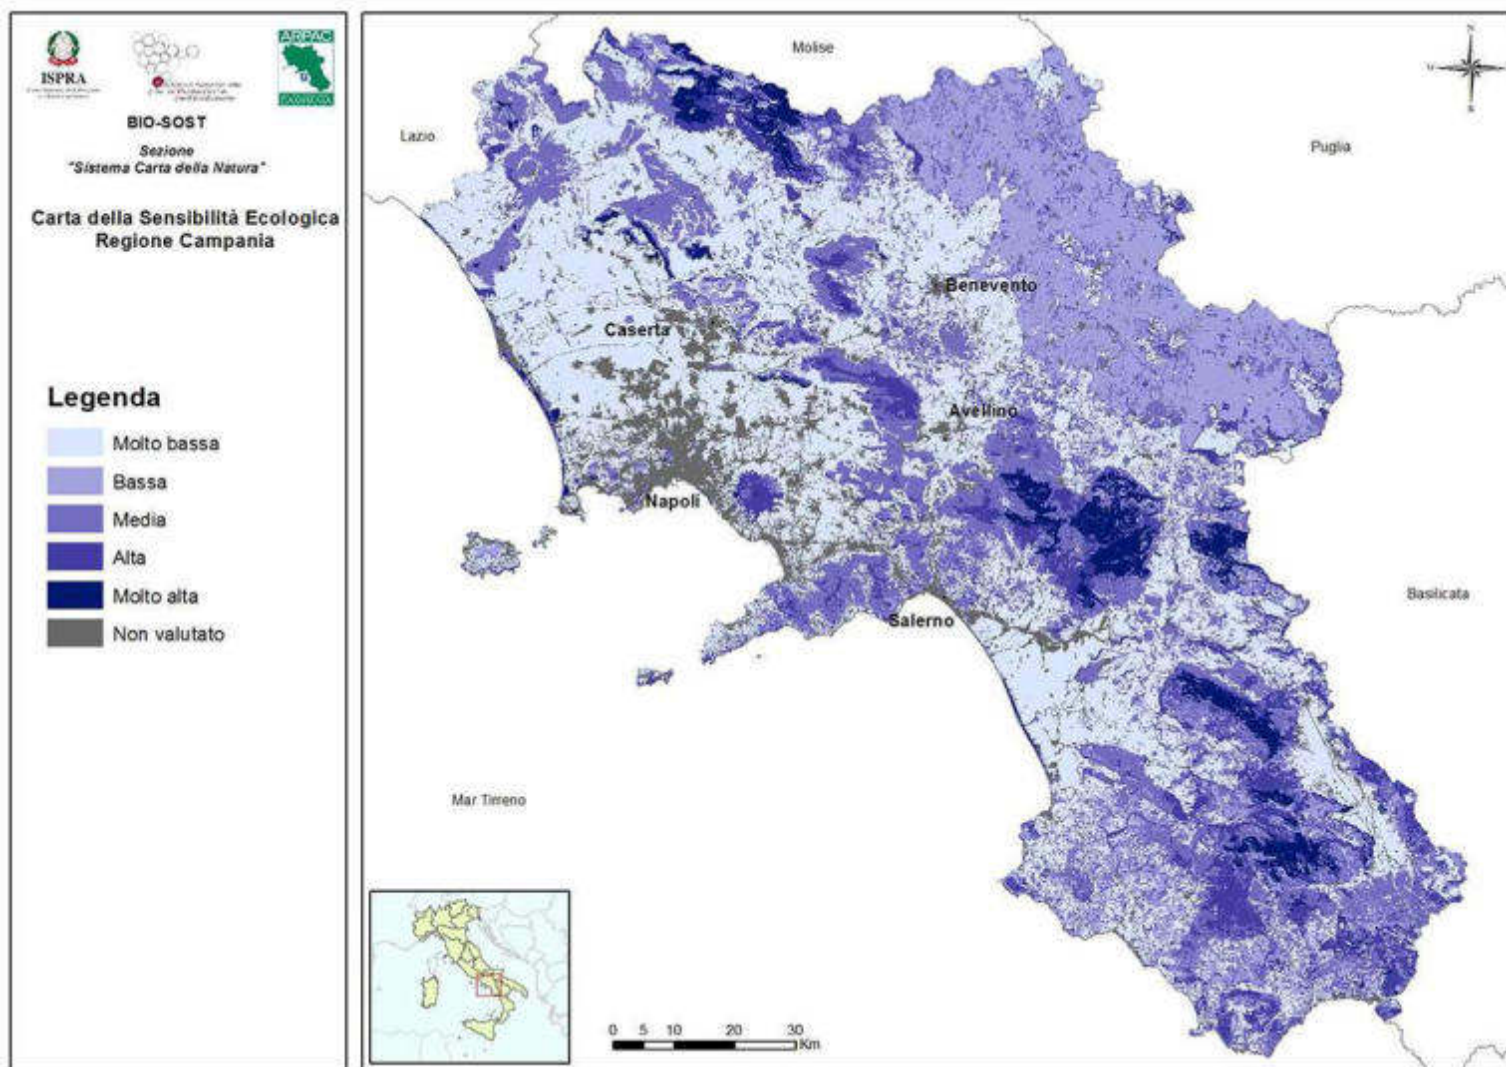 ISPRA
ARPAC
BIO-SOST
Sezione
"Sistema Carta della Natura"
Carta della Sensibilità Ecologica
Regione Campania
Legenda
Molto bassa
Bassa
Media
Alta
Molto alta
Non valutato
Molise
Lazio
Puglia
Benevento
Caserta
Avellino
Napoli
Salerno
Basilicata
Mar Tirreno
0 5 10 20 30
Km
N
S